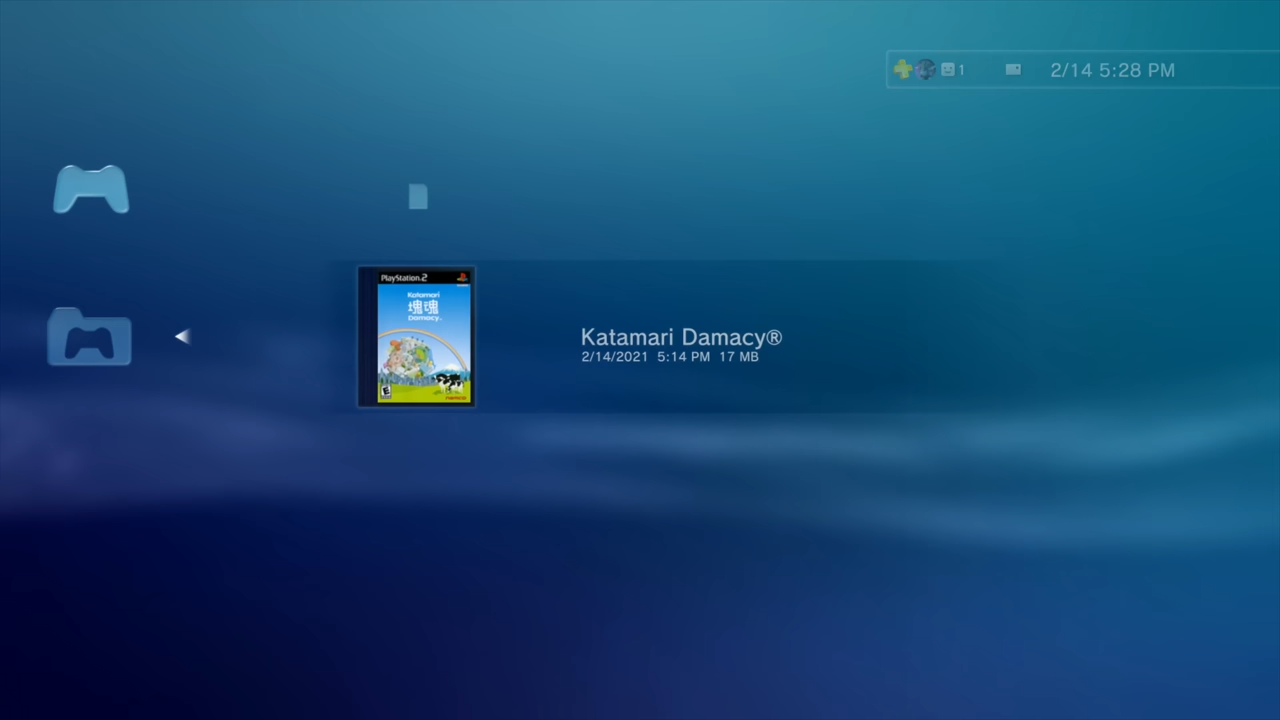 1
2/14 5:28 PM
PlayStation.2
Katamari
塊魂
Damacy.
E
namco
Katamari Damacy®
2/14/2021 5:14 PM 17 MB